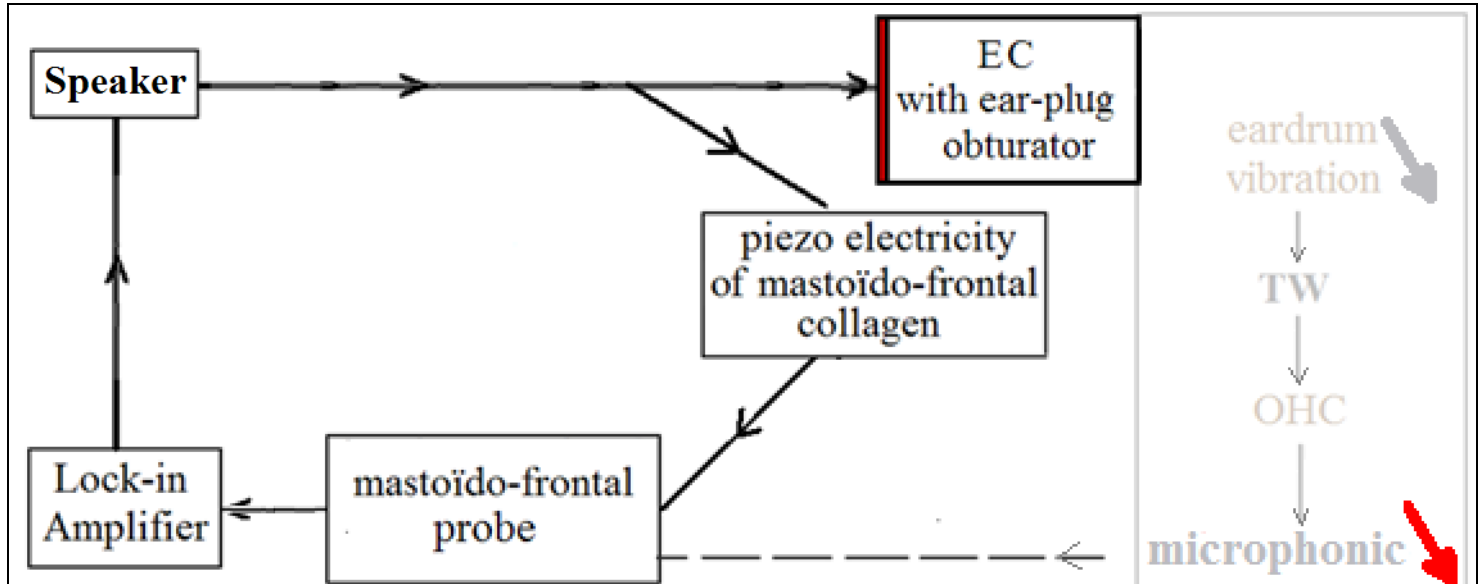 Speaker
EC
with ear-plug
obturator
eardrum
vibration
piezo electricity
of mastoïdo-frontal
collagen
TW
OHC
Lock-in
Amplifier
mastoïdo-frontal
probe
microphonic